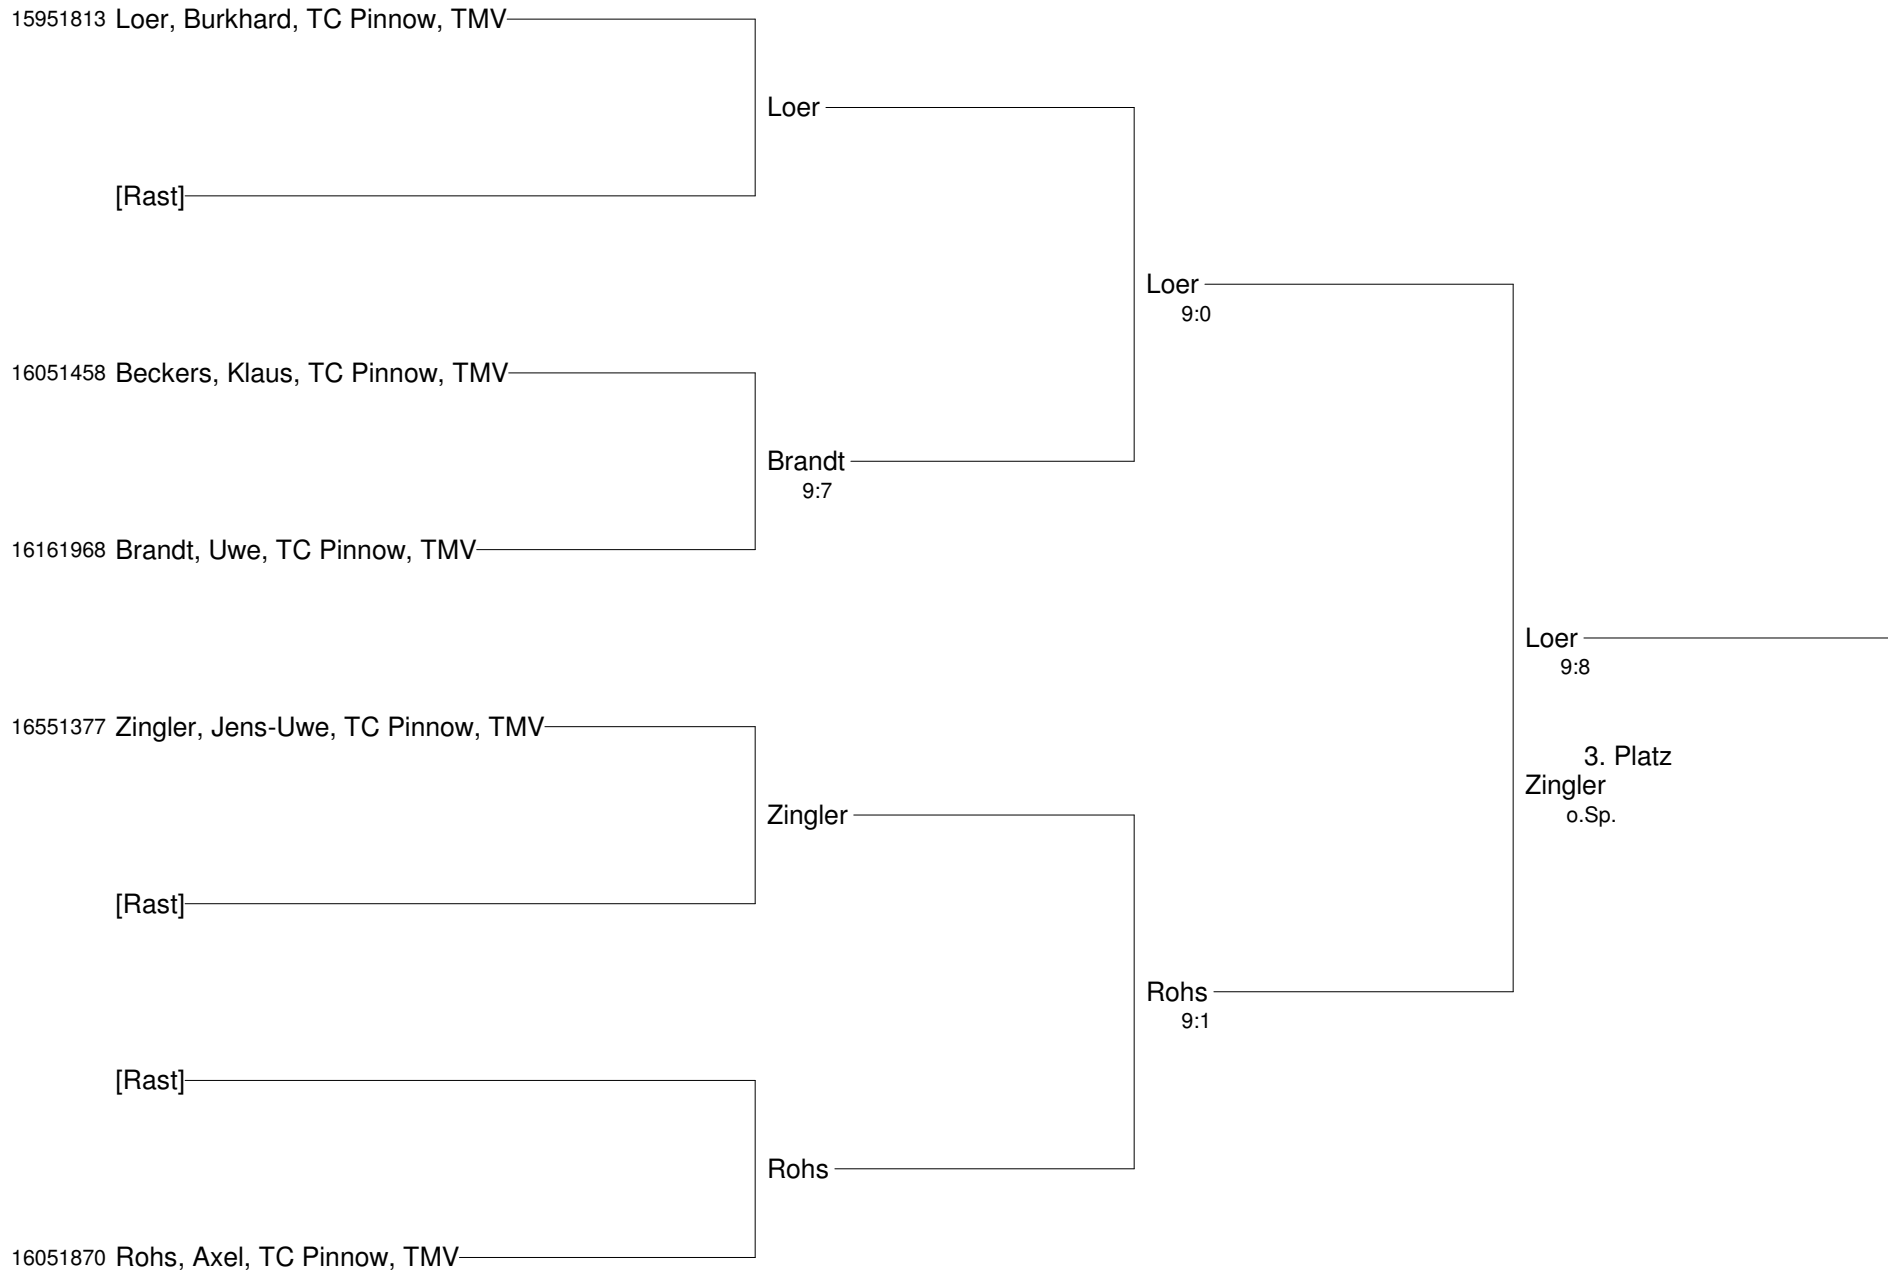 15951813 Loer, Burkhard, TC Pinnow, TMV
Loer
[Rast]
Loer
9:0
16051458 Beckers, Klaus, TC Pinnow, TMV
Brandt
9:7
16161968 Brandt, Uwe, TC Pinnow, TMV
Loer
9:8
16551377 Zingler, Jens-Uwe, TC Pinnow, TMV
3. Platz
Zingler
o.Sp.
Zingler
[Rast]
Rohs
9:1
[Rast]
Rohs
16051870 Rohs, Axel, TC Pinnow, TMV